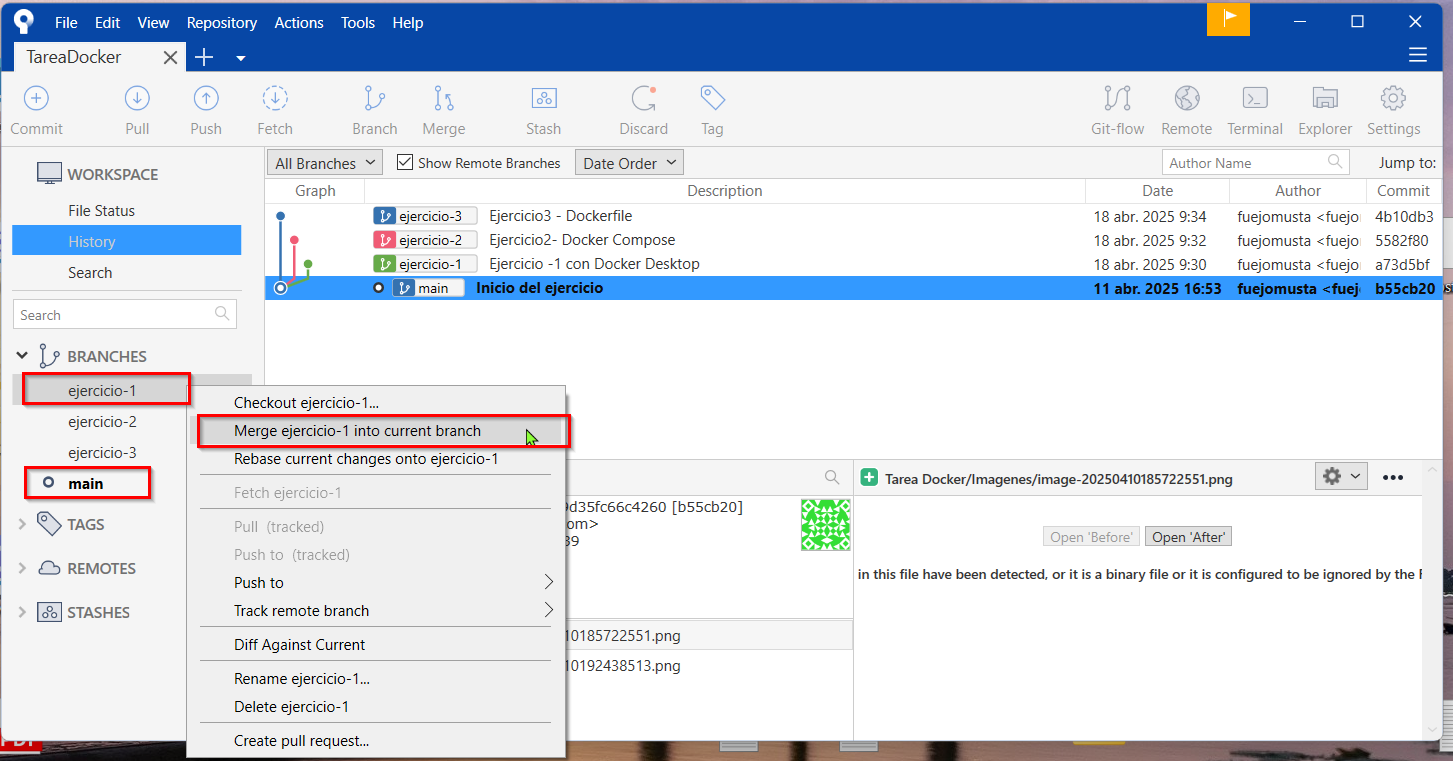 File Edit View Repository Actions Tools Help
TareaDocker
Commit Pull Push Fetch Branch Merge Stash Discard Tag Git-flow Remote Terminal Explorer Settings
WORKSPACE
File Status
History
Search
Search
BRANCHES
ejercicio-1
ejercicio-2
ejercicio-3
main
TAGS
REMOTES
STASHES
All Branches Show Remote Branches Date Order Author Name Jump to:
Graph Description Date Author Commit
ejercicio-3 Ejercicio3 - Dockerfile 18 abr. 2025 9:34 fuejomusta <fuejo 4b10db3
ejercicio-2 Ejercicio2- Docker Compose 18 abr. 2025 9:32 fuejomusta <fuejo 5582f80
ejercicio-1 Ejercicio -1 con Docker Desktop 18 abr. 2025 9:30 fuejomusta <fuejo a73d5bf
main Inicio del ejercicio 11 abr. 2025 16:53 fuejomusta <fuej b55cb20
Checkout ejercicio-1...
Merge ejercicio-1 into current branch
Rebase current changes onto ejercicio-1
Fetch ejercicio-1
Pull (tracked)
Push to (tracked)
Push to
Track remote branch
Diff Against Current
Rename ejercicio-1...
Delete ejercicio-1
Create pull request...
9d35fc66c4260 [b55cb20]
om>
39
10185722551.png
10192438513.png
Tarea Docker/Imagenes/image-20250410185722551.png
Open 'Before' Open 'After'
in this file have been detected, or it is a binary file or it is configured to be ignored by the F
PDF